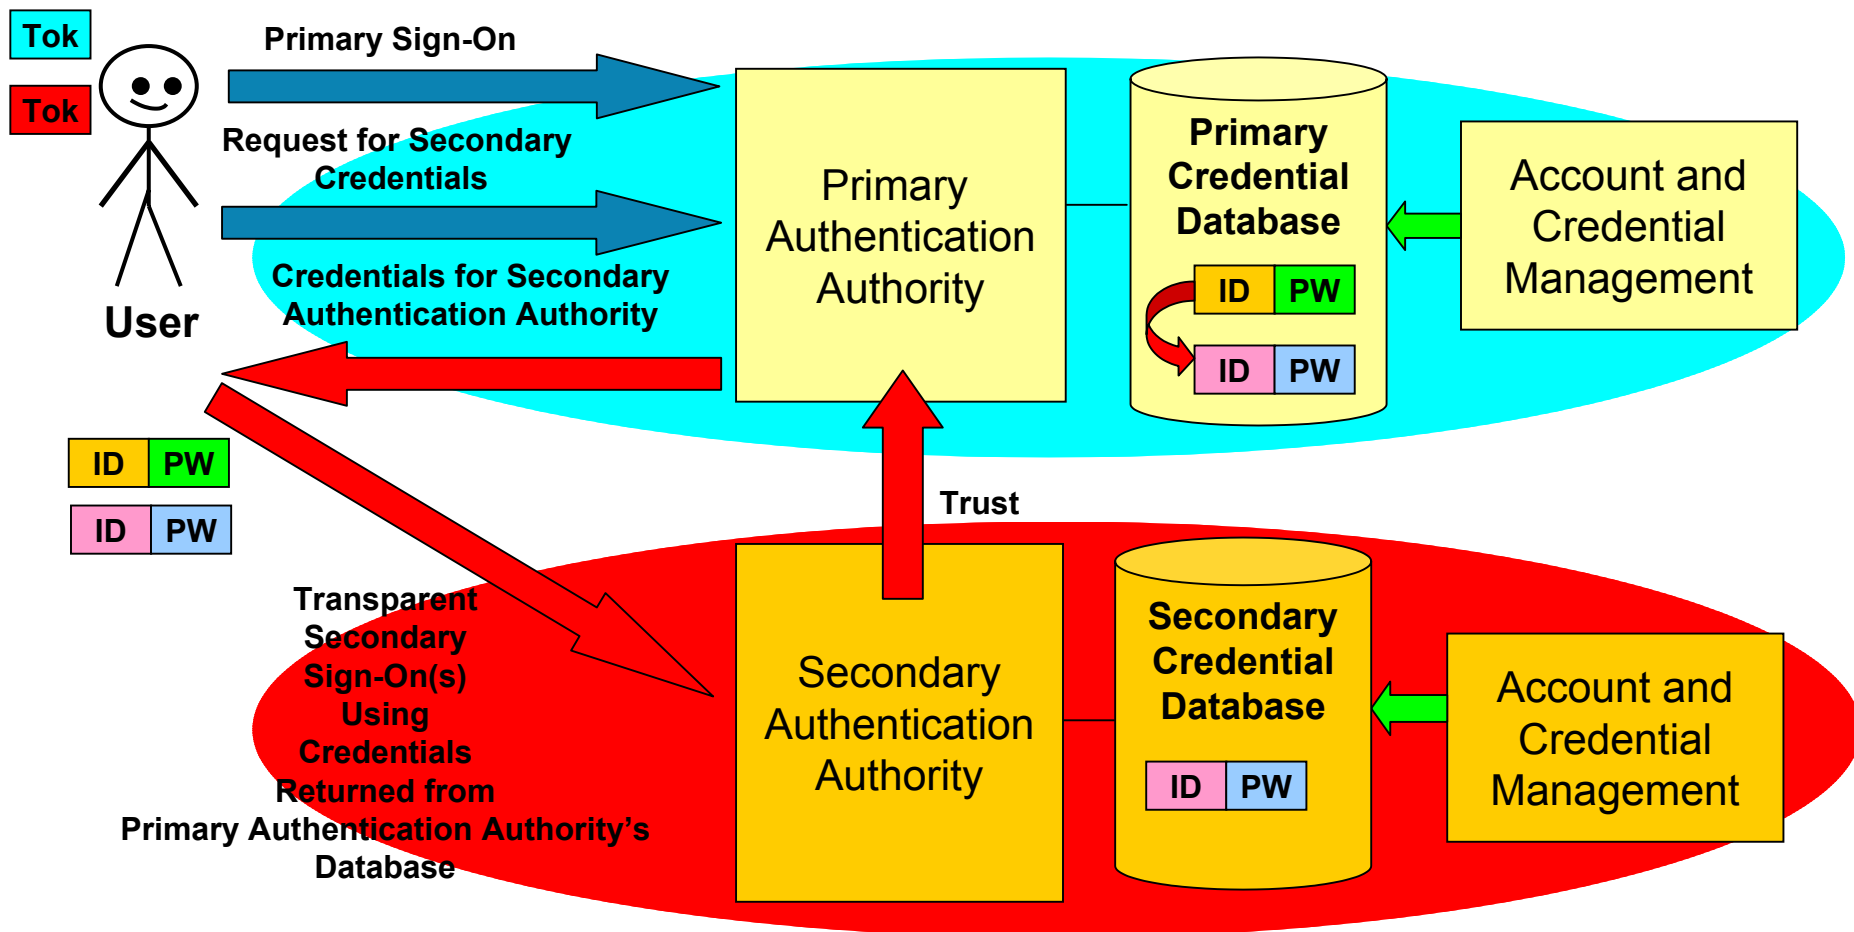 Tok
Tok
User
Primary Sign-On
Request for Secondary
Credentials
Credentials for Secondary
Authentication Authority
Primary
Authentication
Authority
Primary
Credential
Database
ID PW
ID PW
Account and
Credential
Management
ID PW
ID PW
Trust
Transparent
Secondary
Sign-On(s)
Using
Credentials
Returned from
Primary Authentication Authority’s
Database
Secondary
Authentication
Authority
Secondary
Credential
Database
ID PW
Account and
Credential
Management